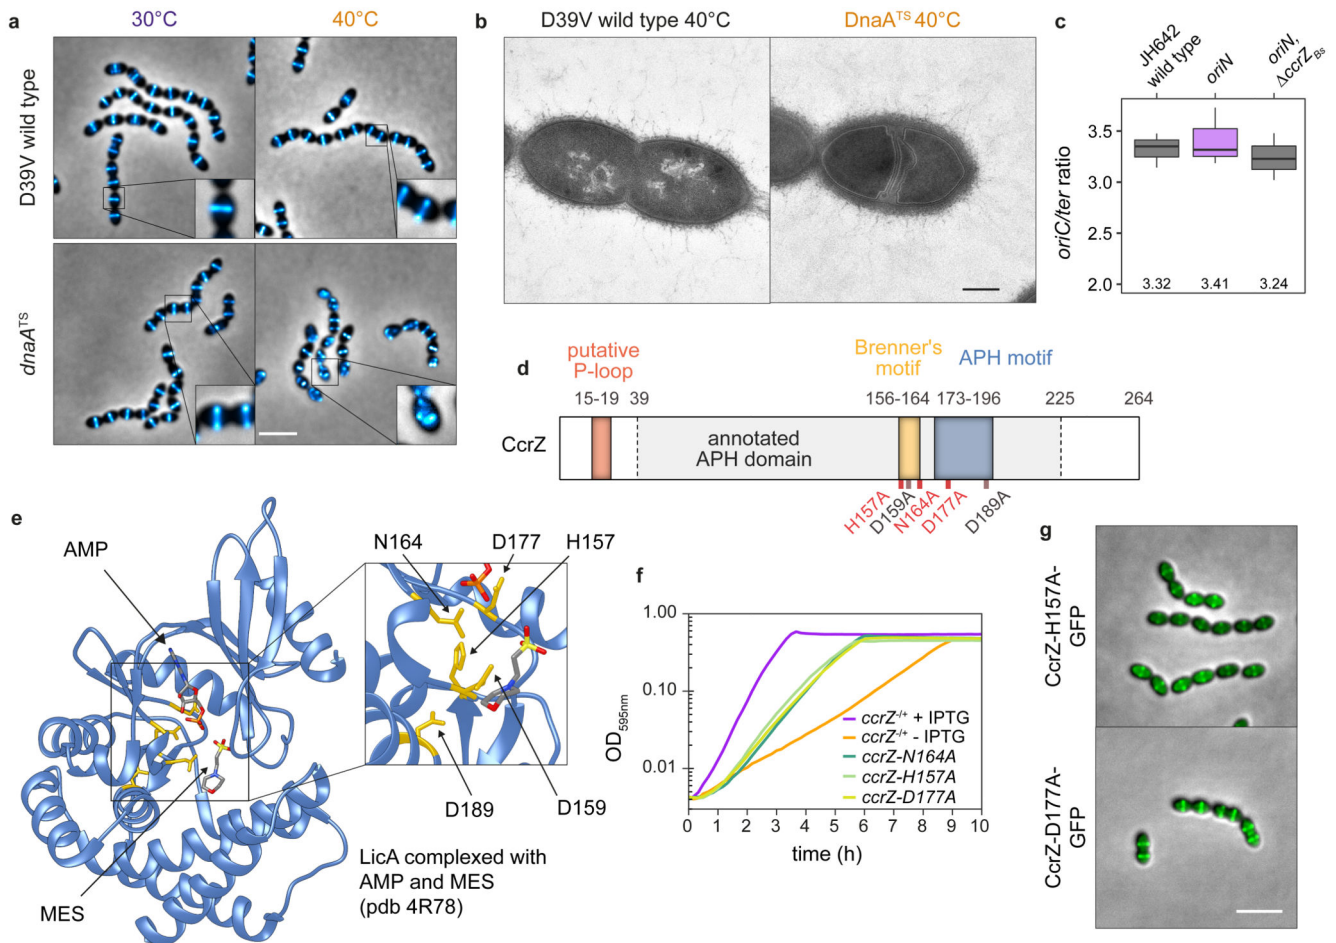 a
30°C
40°C
D39V wild type
dnaATS
b
D39V wild type 40°C
DnaATS 40°C
c
JH642
wild type
oriN
oriN,
ΔccrZBs
oriC/ter ratio
3.5
3.0
2.5
2.0
3.32
3.41
3.24
d
putative
P-loop
Brenner's
motif
APH motif
15-19
39
156-164
173-196
225
264
CcrZ
annotated
APH domain
H157A
D159A
N164A
D177A
D189A
e
AMP
MES
N164
D177
H157
D189
D159
LicA complexed with
AMP and MES
(pdb 4R78)
f
OD595nm
1.00
0.10
0.01
ccrZ-/+ + IPTG
ccrZ-/+ - IPTG
ccrZ-N164A
ccrZ-H157A
ccrZ-D177A
0 1 2 3 4 5 6 7 8 9 10
time (h)
g
CcrZ-H157A-
GFP
CcrZ-D177A-
GFP